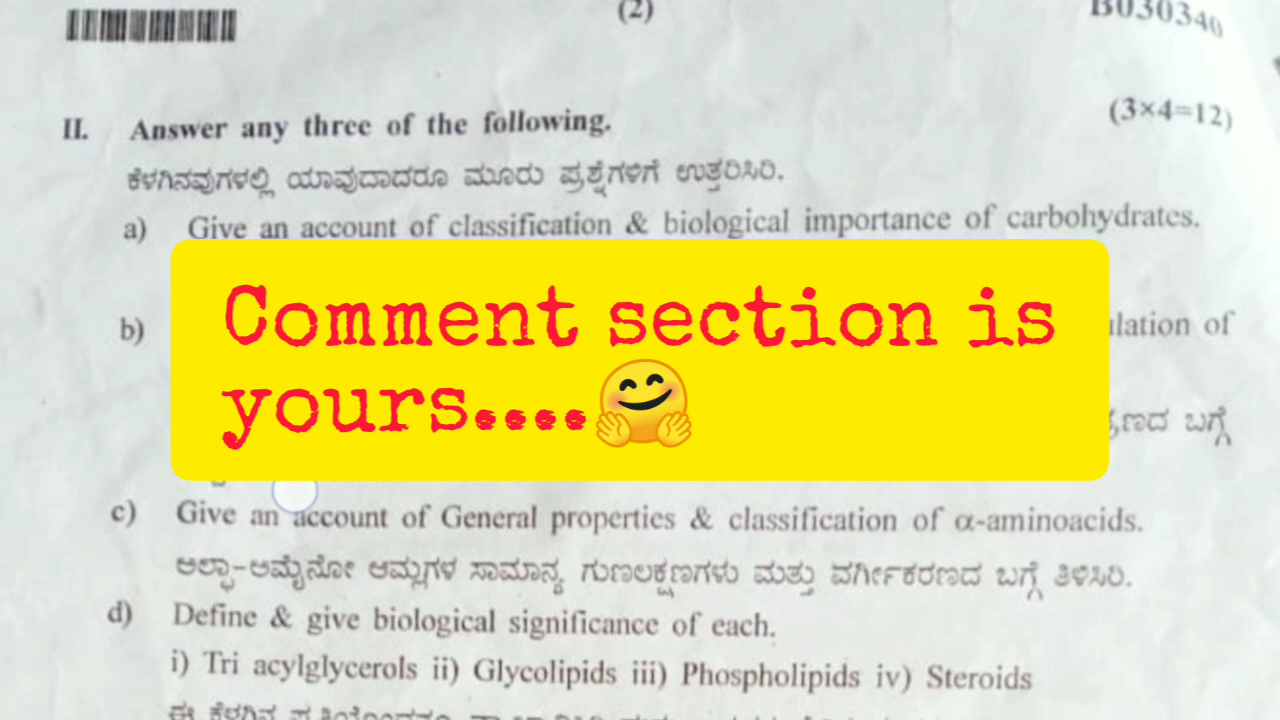 (2)
B030340
II. Answer any three of the following. (3×4=12)
ಕೆಳಗಿನವುಗಳಲ್ಲಿ ಯಾವುದಾದರೂ ಮೂರು ಪ್ರಶ್ನೆಗಳಿಗೆ ಉತ್ತರಿಸಿರಿ.
a) Give an account of classification & biological importance of carbohydrates.
Comment section is
yours....🤗
b) of
ಬಗ್ಗೆ
c) Give an account of General properties & classification of α-aminoacids.
ಆಲ್ಫಾ-ಅಮೈನೋ ಆಮ್ಲಗಳ ಸಾಮಾನ್ಯ ಗುಣಲಕ್ಷಣಗಳು ಮತ್ತು ವರ್ಗೀಕರಣದ ಬಗ್ಗೆ ತಿಳಿಸಿರಿ.
d) Define & give biological significance of each.
i) Tri acylglycerols ii) Glycolipids iii) Phospholipids iv) Steroids